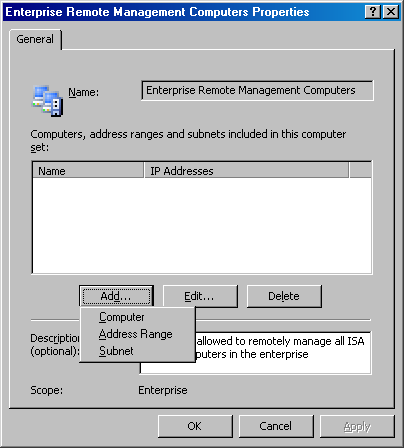 Enterprise Remote Management Computers Properties
General
Name: Enterprise Remote Management Computers
Computers, address ranges and subnets included in this computer
set:
Name IP Addresses
Add... Edit... Delete
Computer
Address Range
Subnet
Description
(optional):
allowed to remotely manage all ISA
computers in the enterprise
Scope: Enterprise
OK Cancel Apply